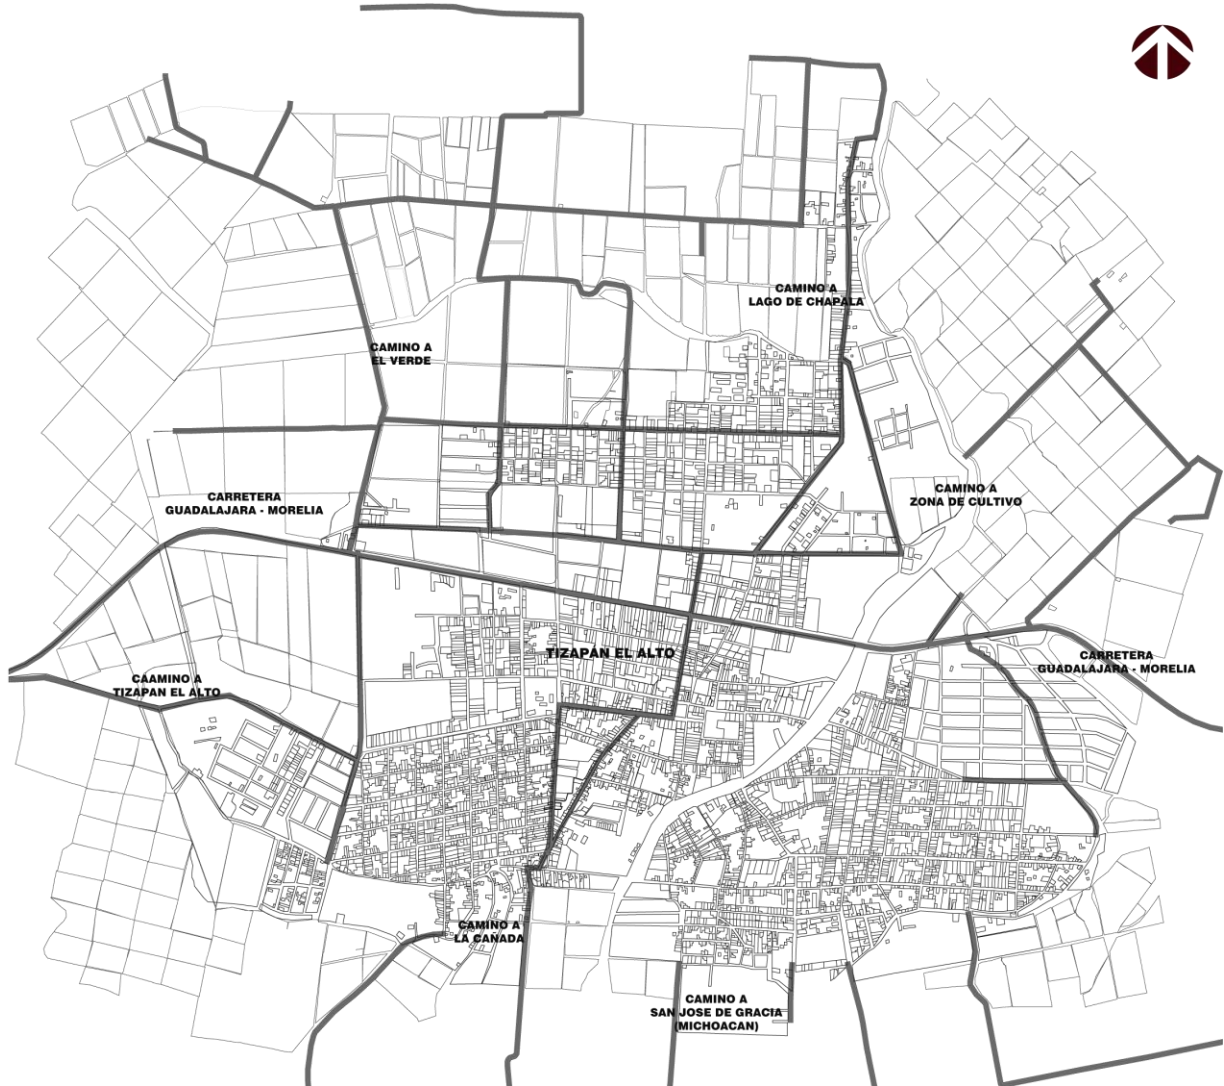 CAMINO A
LAGO DE CHAPALA
CAMINO A
EL VERDE
CARRETERA
GUADALAJARA - MORELIA
CAMINO A
ZONA DE CULTIVO
TIZAPAN EL ALTO
CARRETERA
GUADALAJARA - MORELIA
CAAMINO A
TIZAPAN EL ALTO
CAMINO A
LA CAÑADA
CAMINO A
SAN JOSE DE GRACIA
(MICHOACAN)